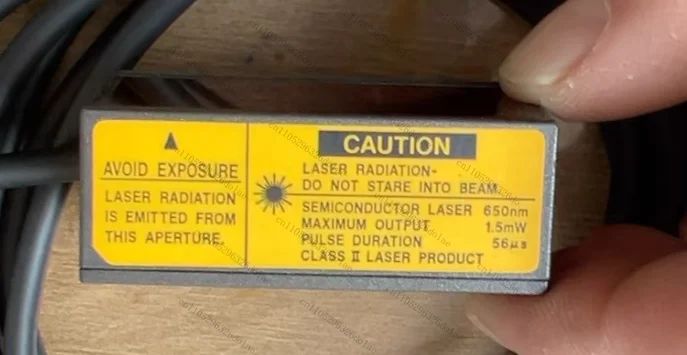 AVOID EXPOSURE
LASER RADIATION
IS EMITTED FROM
THIS APERTURE.
CAUTION
LASER RADIATION-
DO NOT STARE INTO BEAM.
SEMICONDUCTOR LASER 650nm
MAXIMUM OUTPUT 1.5mW
PULSE DURATION 56μs
CLASS Ⅱ LASER PRODUCT